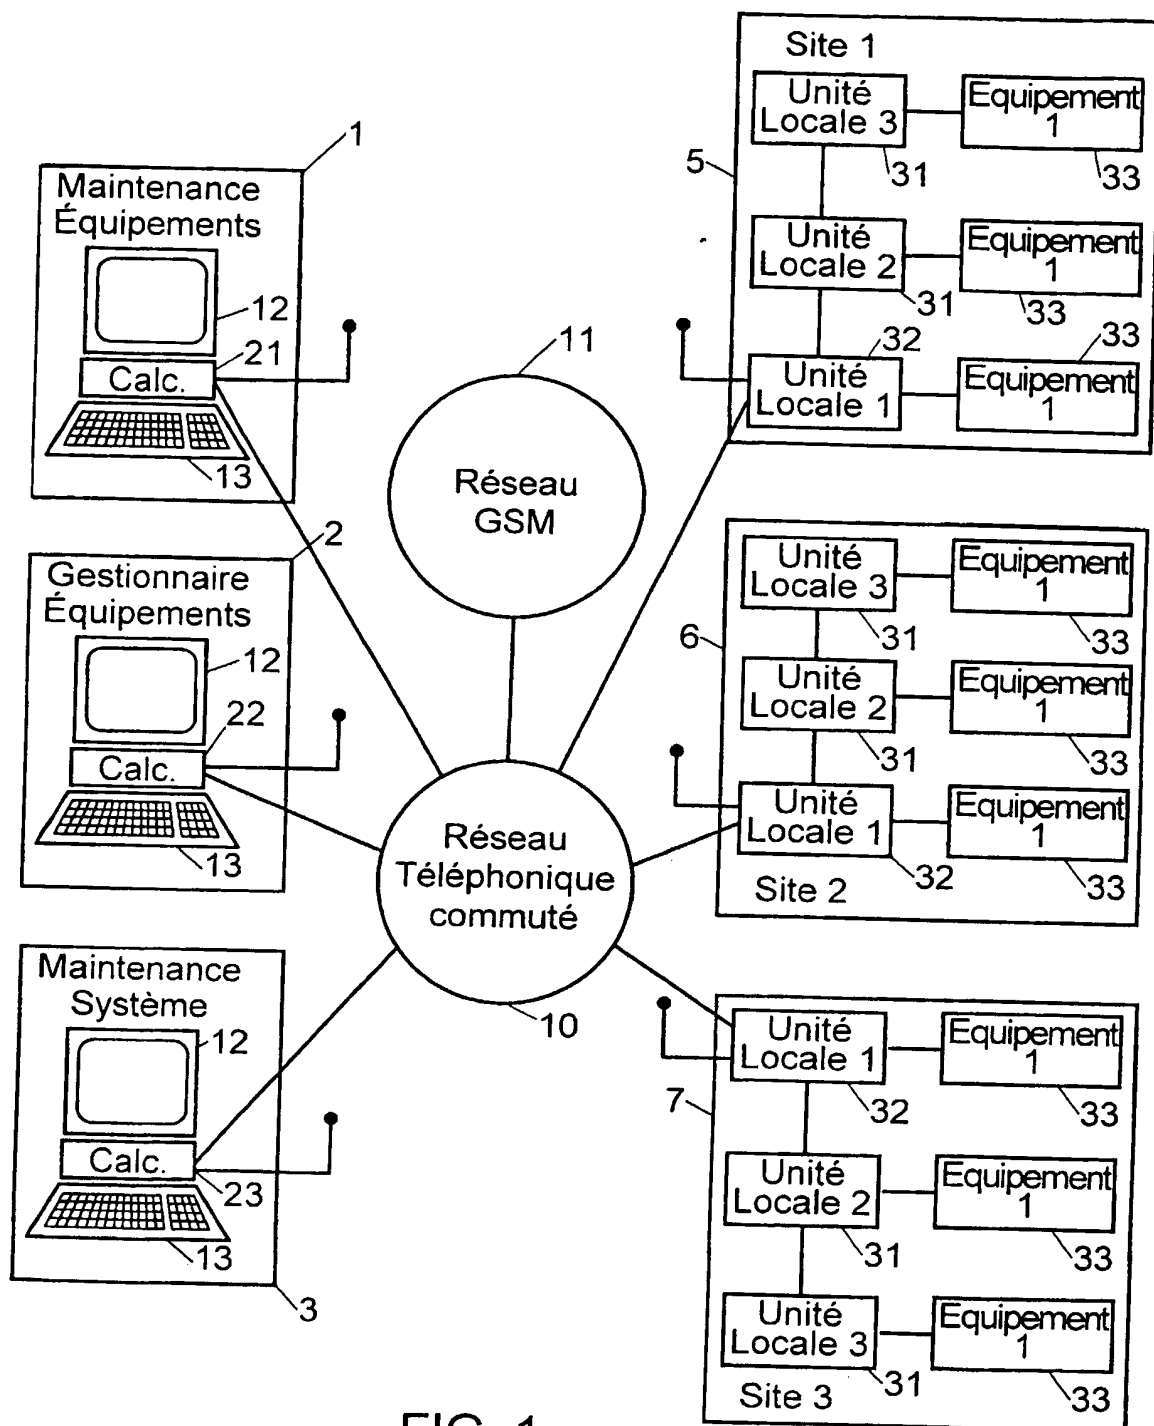 1
Maintenance
Équipements
12
21
Calc.
13
2
Gestionnaire
Équipements
12
22
Calc.
13
Maintenance
Système
12
Calc.
23
13
3
11
Réseau
GSM
Réseau
Téléphonique
commuté
10
Site 1
5
Unité
Locale 3
31
Equipement
1
33
Unité
Locale 2
31
Equipement
1
33
32
Unité
Locale 1
33
Equipement
1
6
Unité
Locale 3
31
Equipement
1
33
Unité
Locale 2
31
Equipement
1
33
Unité
Locale 1
32
Equipement
1
33
Site 2
7
Unité
Locale 1
32
Equipement
1
33
Unité
Locale 2
31
Equipement
1
33
Unité
Locale 3
31
Equipement
1
33
Site 3
FIG. 1